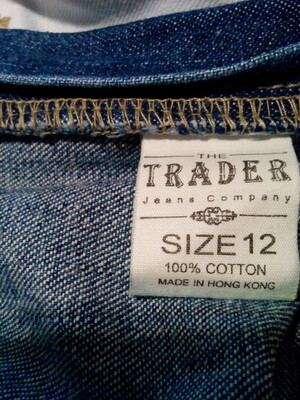 THE
TRADER
Jeans Company
SIZE 12
100% COTTON
MADE IN HONG KONG